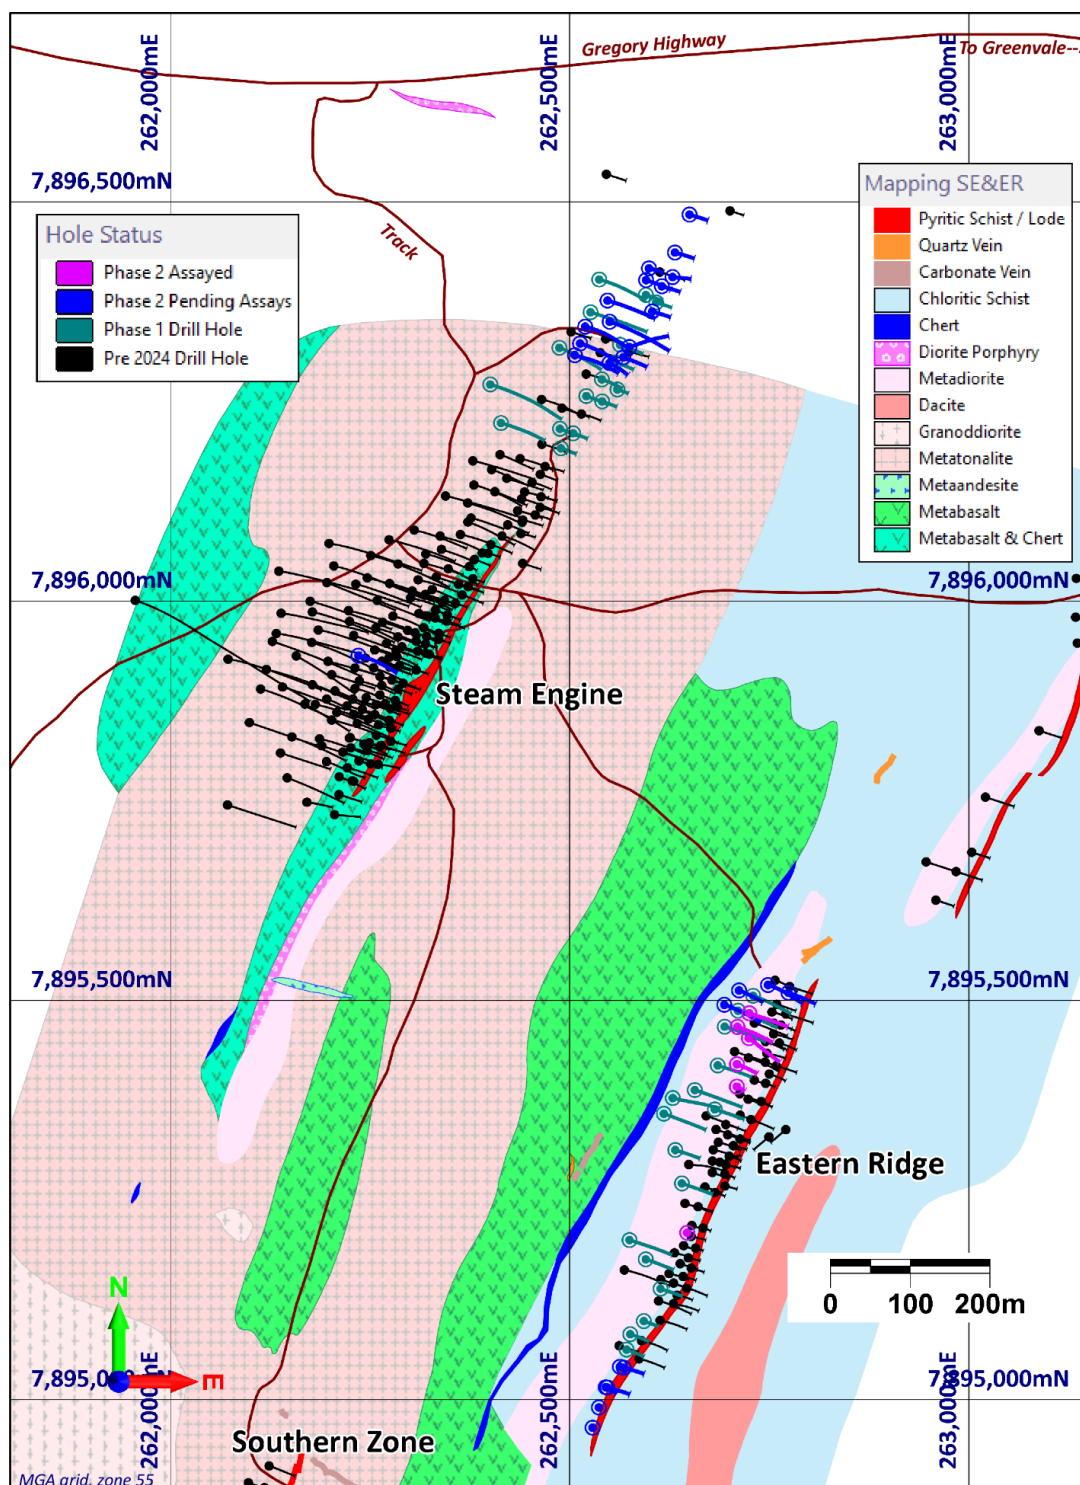 Gregory Highway
To Greenvale--
262,000mE
262,500mE
263,000mE
7,896,500mN
Track
Hole Status
Phase 2 Assayed
Phase 2 Pending Assays
Phase 1 Drill Hole
Pre 2024 Drill Hole
Mapping SE&ER
Pyritic Schist / Lode
Quartz Vein
Carbonate Vein
Chloritic Schist
Chert
Diorite Porphyry
Metadiorite
Dacite
Granoddiorite
Metatonalite
Metaandesite
Metabasalt
Metabasalt & Chert
7,896,000mN
7,896,000mN
Steam Engine
7,895,500mN
7,895,500mN
Eastern Ridge
0 100 200m
N
E
7,895,000mN
262,000mE
262,500mE
263,000mE
Southern Zone
MGA grid, zone 55